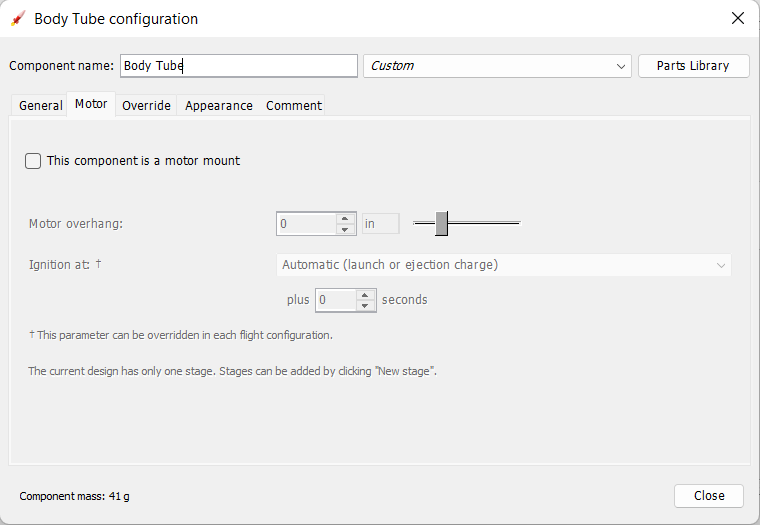 Body Tube configuration
Component name: Body Tube Custom Parts Library
General Motor Override Appearance Comment
This component is a motor mount
Motor overhang: 0 in
Ignition at: † Automatic (launch or ejection charge)
plus 0 seconds
† This parameter can be overridden in each flight configuration.
The current design has only one stage. Stages can be added by clicking "New stage".
Component mass: 41 g Close